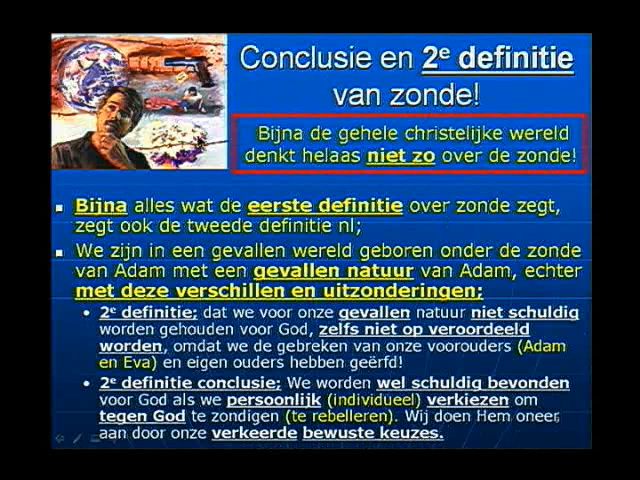 Conclusie en 2e definitie
van zonde!
Bijna de gehele christelijke wereld
denkt helaas niet zo over de zonde!
Bijna alles wat de eerste definitie over zonde zegt,
zegt ook de tweede definitie nl;
We zijn in een gevallen wereld geboren onder de zonde
van Adam met een gevallen natuur van Adam, echter
met deze verschillen en uitzonderingen;
• 2e definitie; dat we voor onze gevallen natuur niet schuldig
worden gehouden voor God, zelfs niet op veroordeeld
worden, omdat we de gebreken van onze voorouders (Adam
en Eva) en eigen ouders hebben geërfd!
• 2e definitie conclusie; We worden wel schuldig bevonden
voor God als we persoonlijk (individueel) verkiezen om
tegen God te zondigen (te rebelleren). Wij doen Hem oneer
aan door onze verkeerde bewuste keuzes.